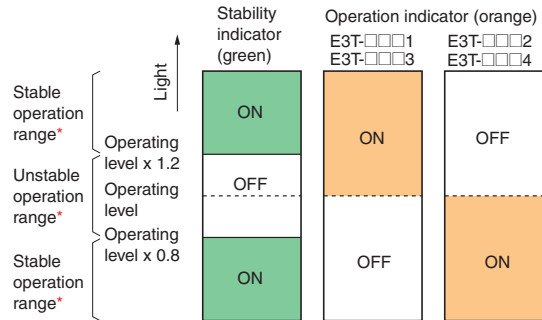 Stability
indicator
(green)
Operation indicator (orange)
E3T-□□□1
E3T-□□□3
E3T-□□□2
E3T-□□□4
Light
Stable
operation
range*
Operating
level x 1.2
Unstable
operation
range*
Operating
level
Operating
level x 0.8
Stable
operation
range*
ON
OFF
ON
ON
OFF
OFF
ON